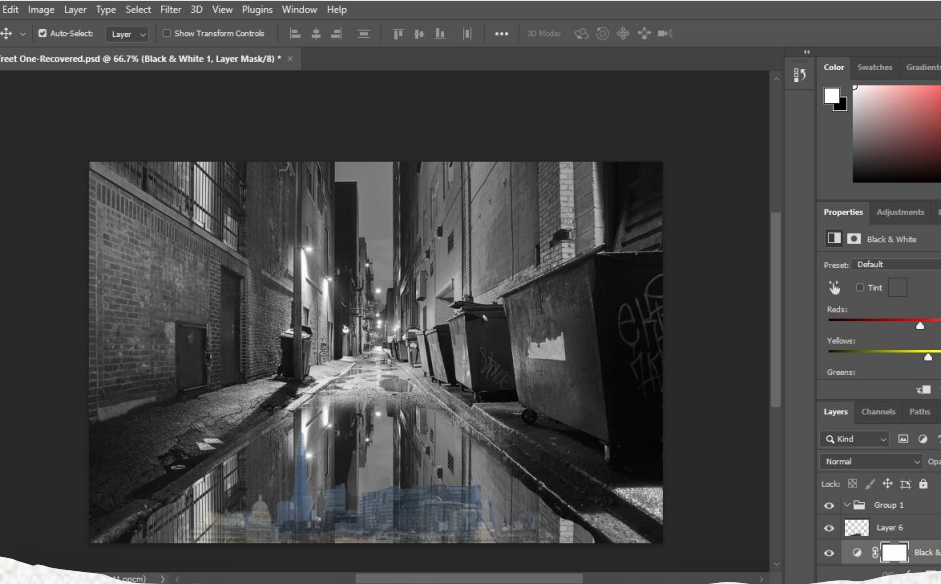 Edit Image Layer Type Select Filter 3D View Plugins Window Help
Auto-Select: Layer Show Transform Controls 3D Mode:
reet One-Recovered.psd @ 66.7% (Black & White 1, Layer Mask/8) * ×
Color Swatches Gradients
Properties Adjustments
Black & White
Preset: Default
Tint
Reds:
Yellows:
Greens:
Layers Channels Paths
Kind
Normal Opa
Lock:
Group 1
Layer 6
Black &
ppcm)